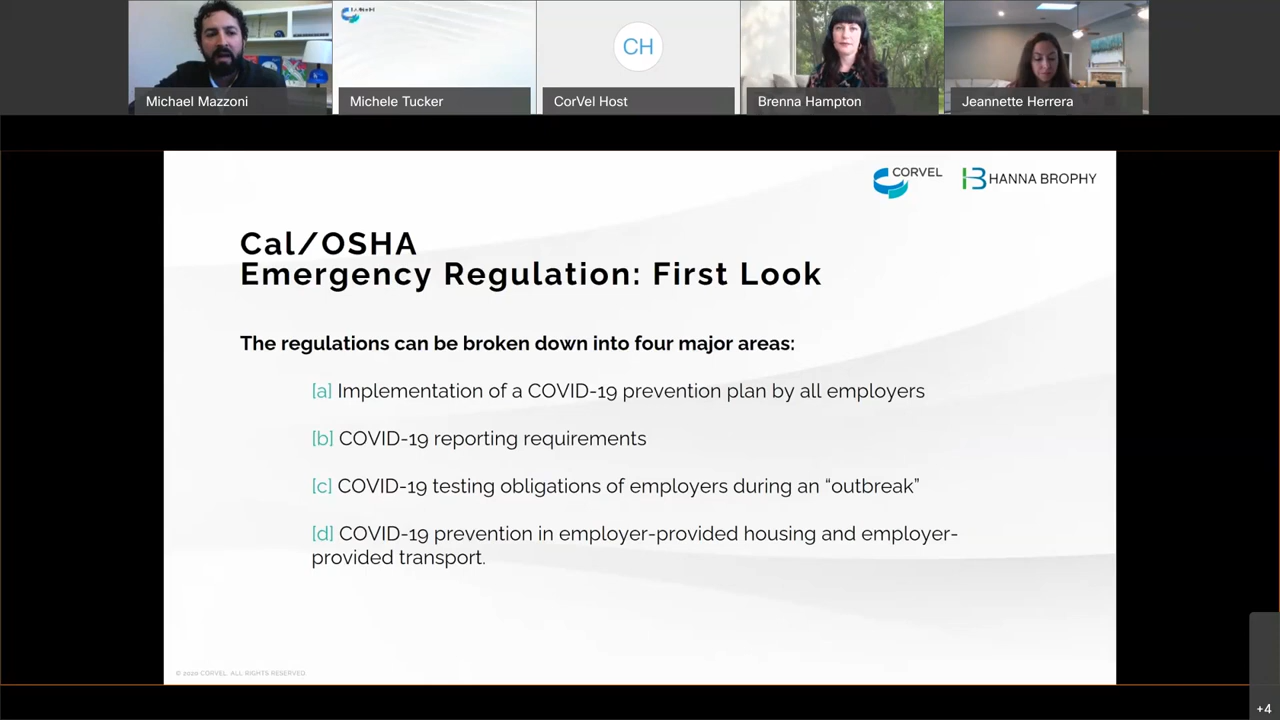 CH
Michael Mazzoni
Michele Tucker
CorVel Host
Brenna Hampton
Jeannette Herrera
CORVEL
HANNA BROPHY
Cal/OSHA
Emergency Regulation: First Look
The regulations can be broken down into four major areas:
[a] Implementation of a COVID-19 prevention plan by all employers
[b] COVID-19 reporting requirements
[c] COVID-19 testing obligations of employers during an “outbreak”
[d] COVID-19 prevention in employer-provided housing and employer-
provided transport.
© 2020 CORVEL. ALL RIGHTS RESERVED.
+4